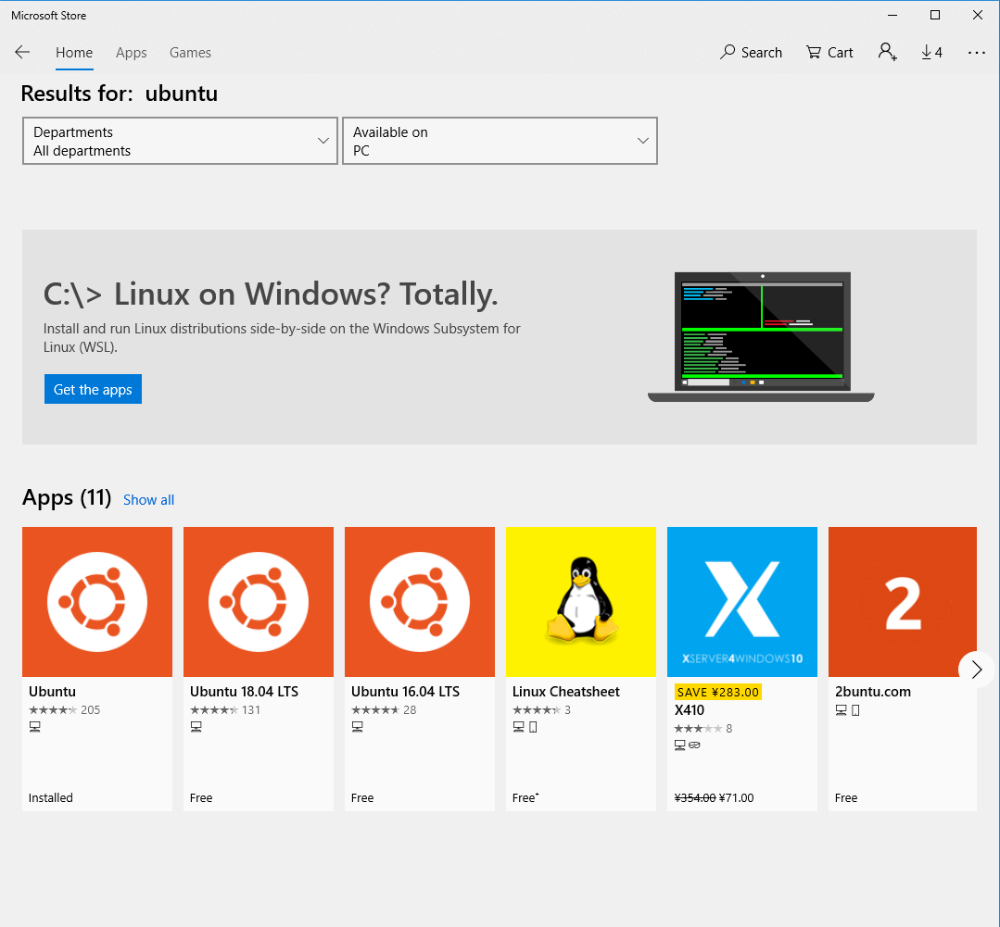 Microsoft Store
Home Apps Games Search Cart 4
Results for: ubuntu
Departments
All departments
Available on
PC
C:\> Linux on Windows? Totally.
Install and run Linux distributions side-by-side on the Windows Subsystem for
Linux (WSL).
Get the apps
Apps (11) Show all
Ubuntu
205
Installed
Ubuntu 18.04 LTS
131
Free
Ubuntu 16.04 LTS
28
Free
Linux Cheatsheet
3
Free+
X
XSERVER4WINDOWS10
SAVE ¥283.00
X410
8
¥354.00 ¥71.00
2
2buntu.com
Free